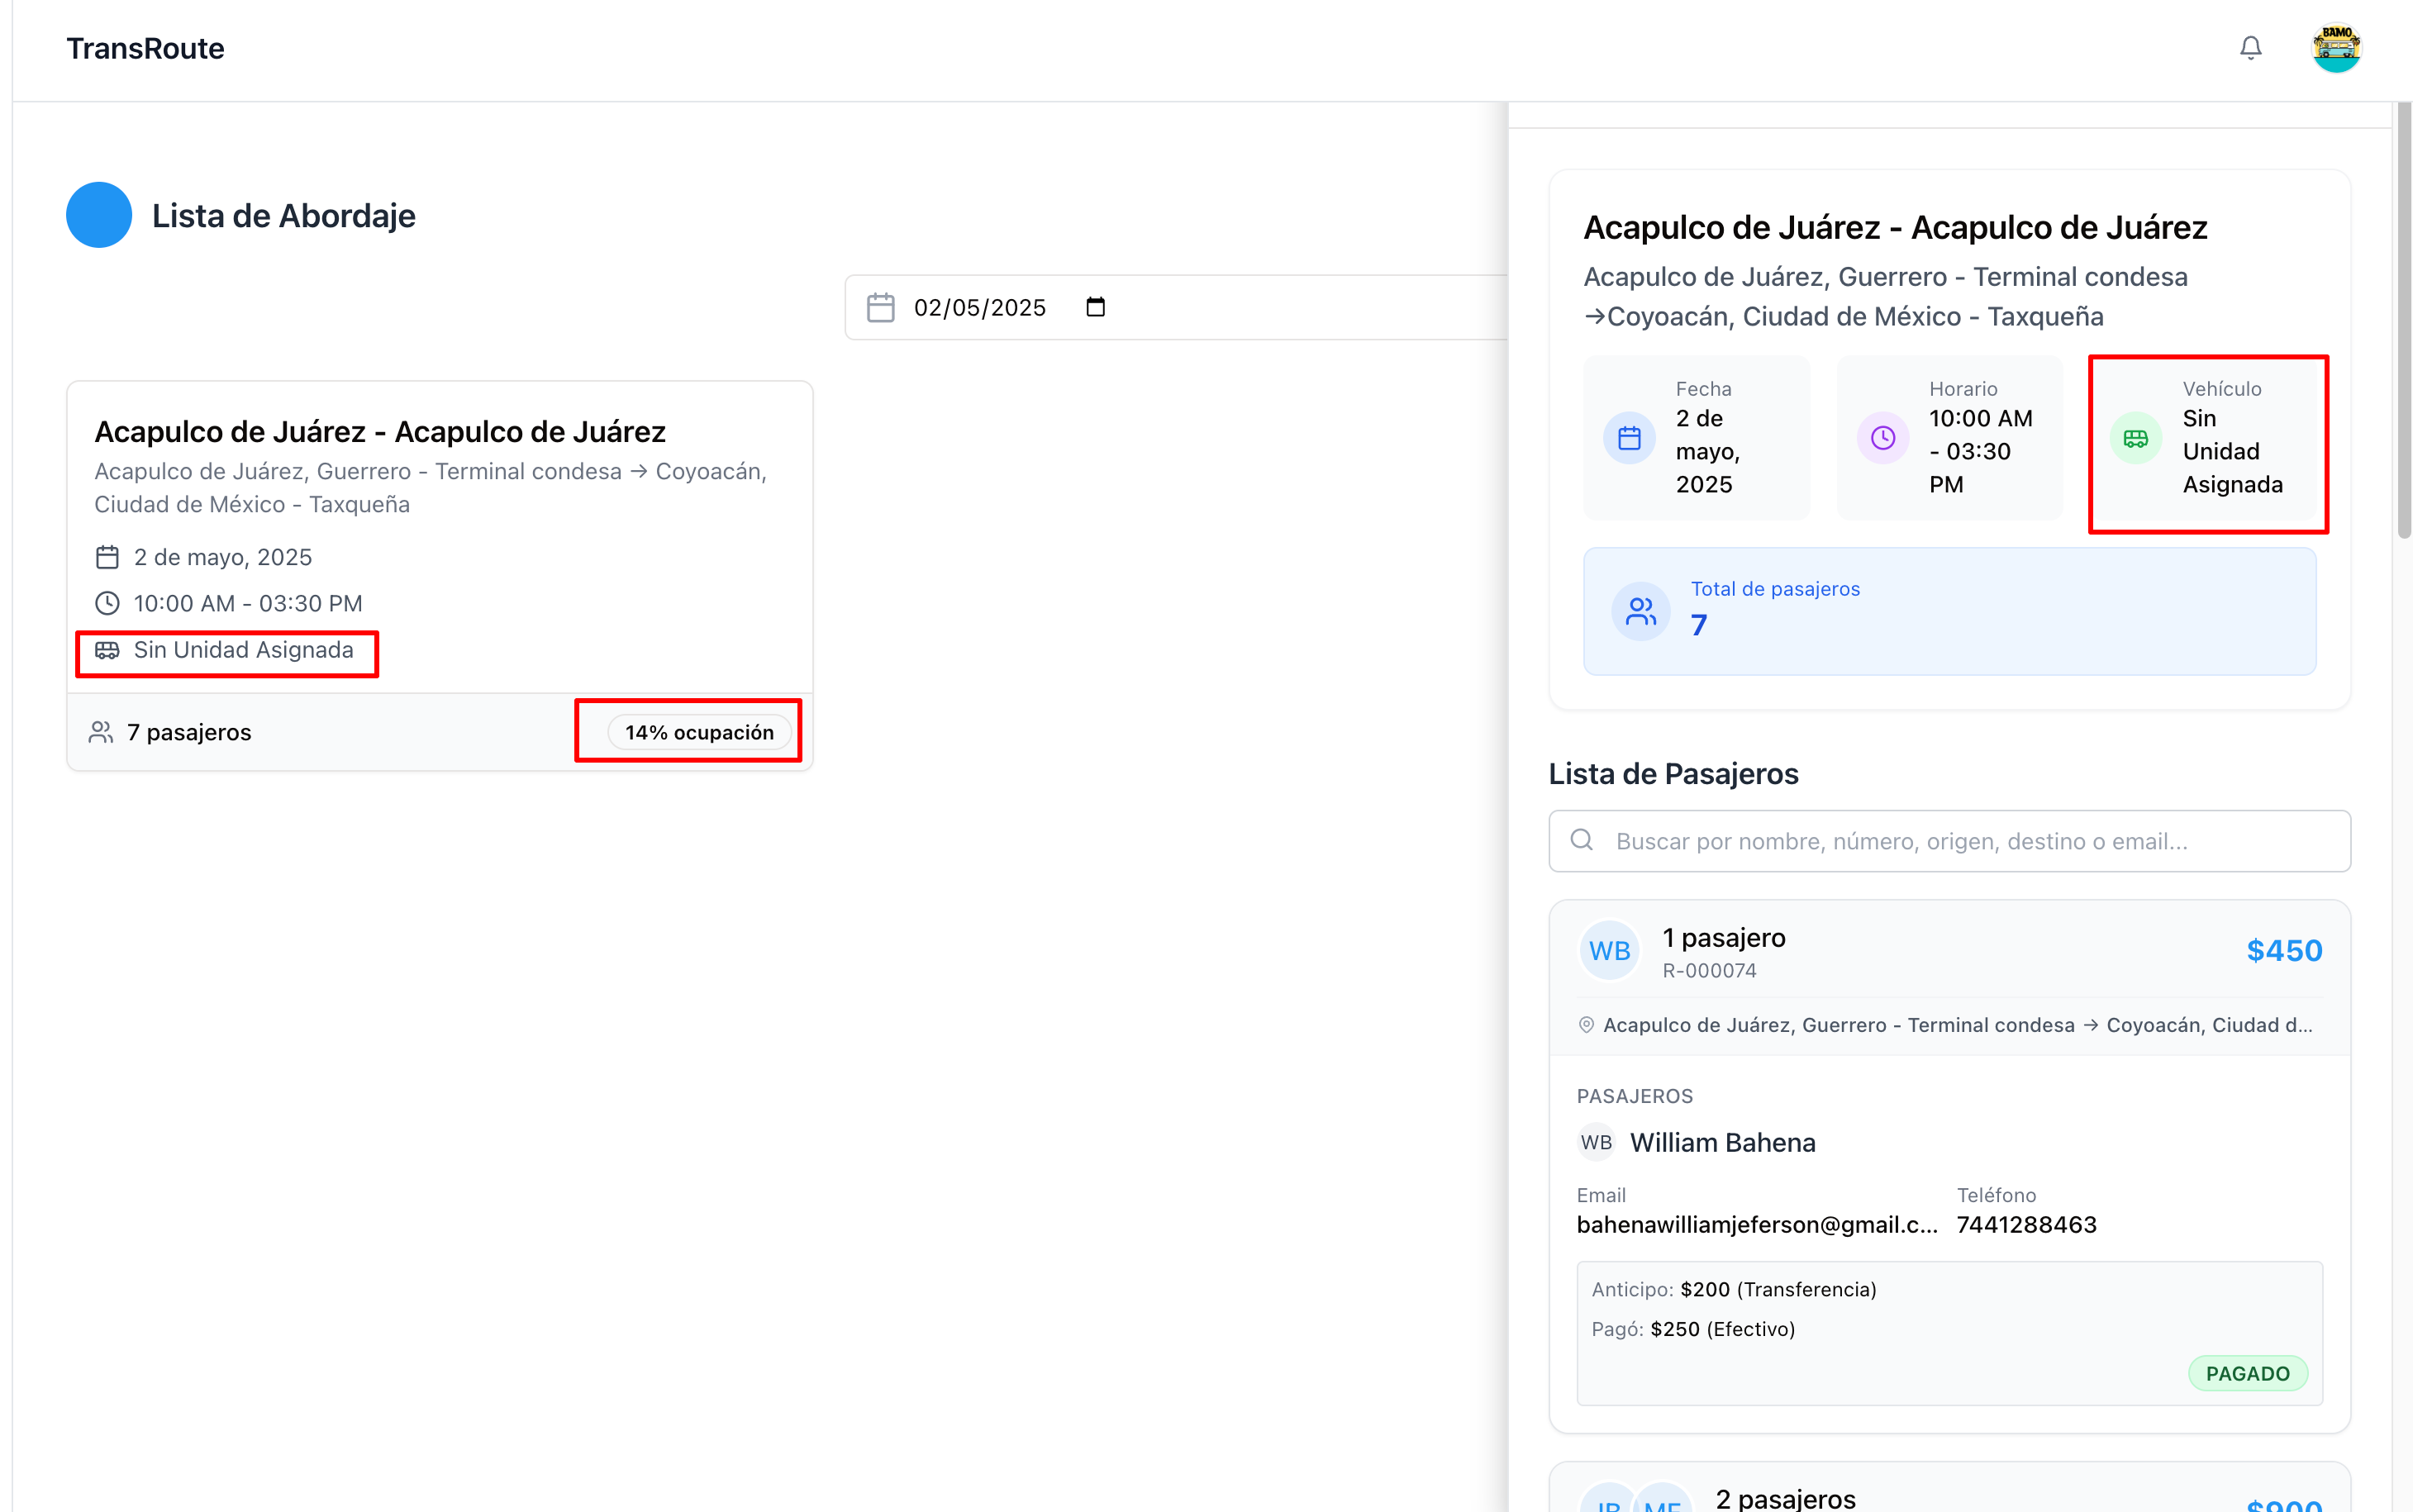 TransRoute
BAMO
Lista de Abordaje
02/05/2025
Acapulco de Juárez - Acapulco de Juárez
Acapulco de Juárez, Guerrero - Terminal condesa → Coyoacán,
Ciudad de México - Taxqueña
2 de mayo, 2025
10:00 AM - 03:30 PM
Sin Unidad Asignada
7 pasajeros
14% ocupación
Acapulco de Juárez - Acapulco de Juárez
Acapulco de Juárez, Guerrero - Terminal condesa
→Coyoacán, Ciudad de México - Taxqueña
Fecha
2 de
mayo,
2025
Horario
10:00 AM
- 03:30
PM
Vehículo
Sin
Unidad
Asignada
Total de pasajeros
7
Lista de Pasajeros
Buscar por nombre, número, origen, destino o email...
WB
1 pasajero
$450
R-000074
Acapulco de Juárez, Guerrero - Terminal condesa → Coyoacán, Ciudad d...
PASAJEROS
WB William Bahena
Email
bahenawilliamjeferson@gmail.c...
Teléfono
7441288463
Anticipo: $200 (Transferencia)
Pagó: $250 (Efectivo)
PAGADO
2 pasajeros
$900